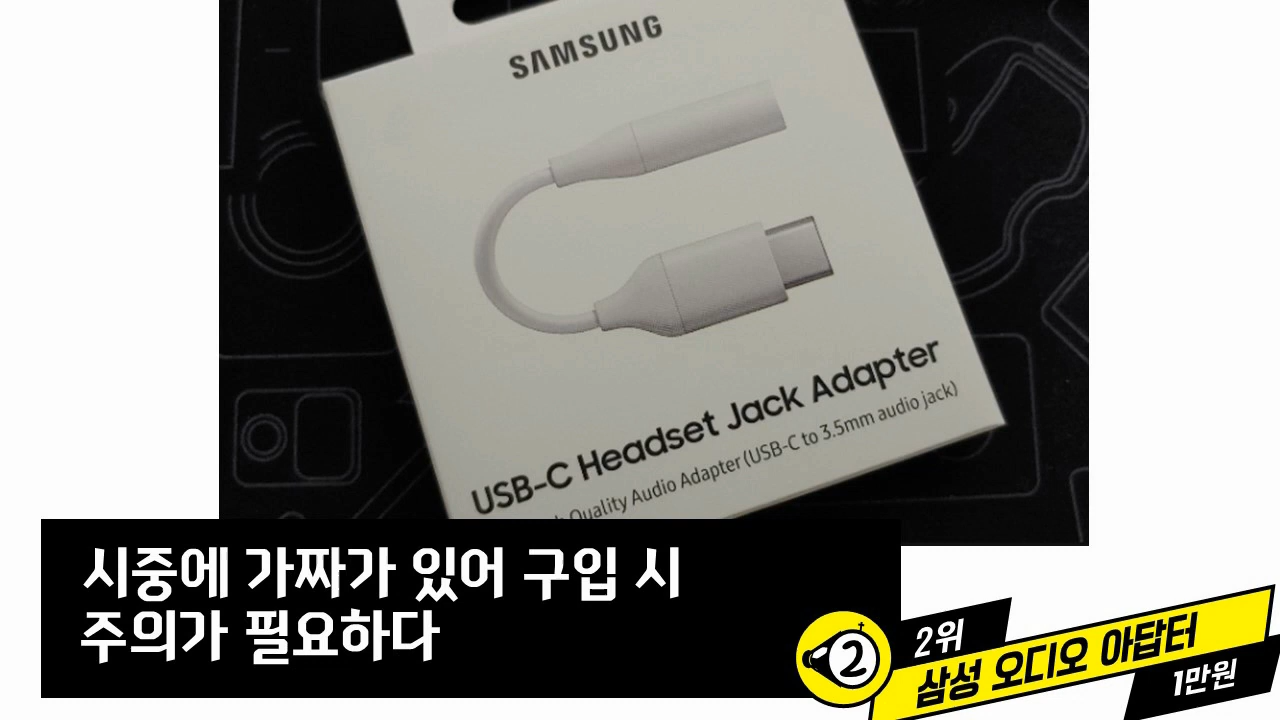 SAMSUNG
USB-C Headset Jack Adapter
Quality Audio Adapter (USB-C to 3.5mm audio jack)
시중에 가짜가 있어 구입 시
주의가 필요하다
2
2위
삼성 오디오 아답터
1만원